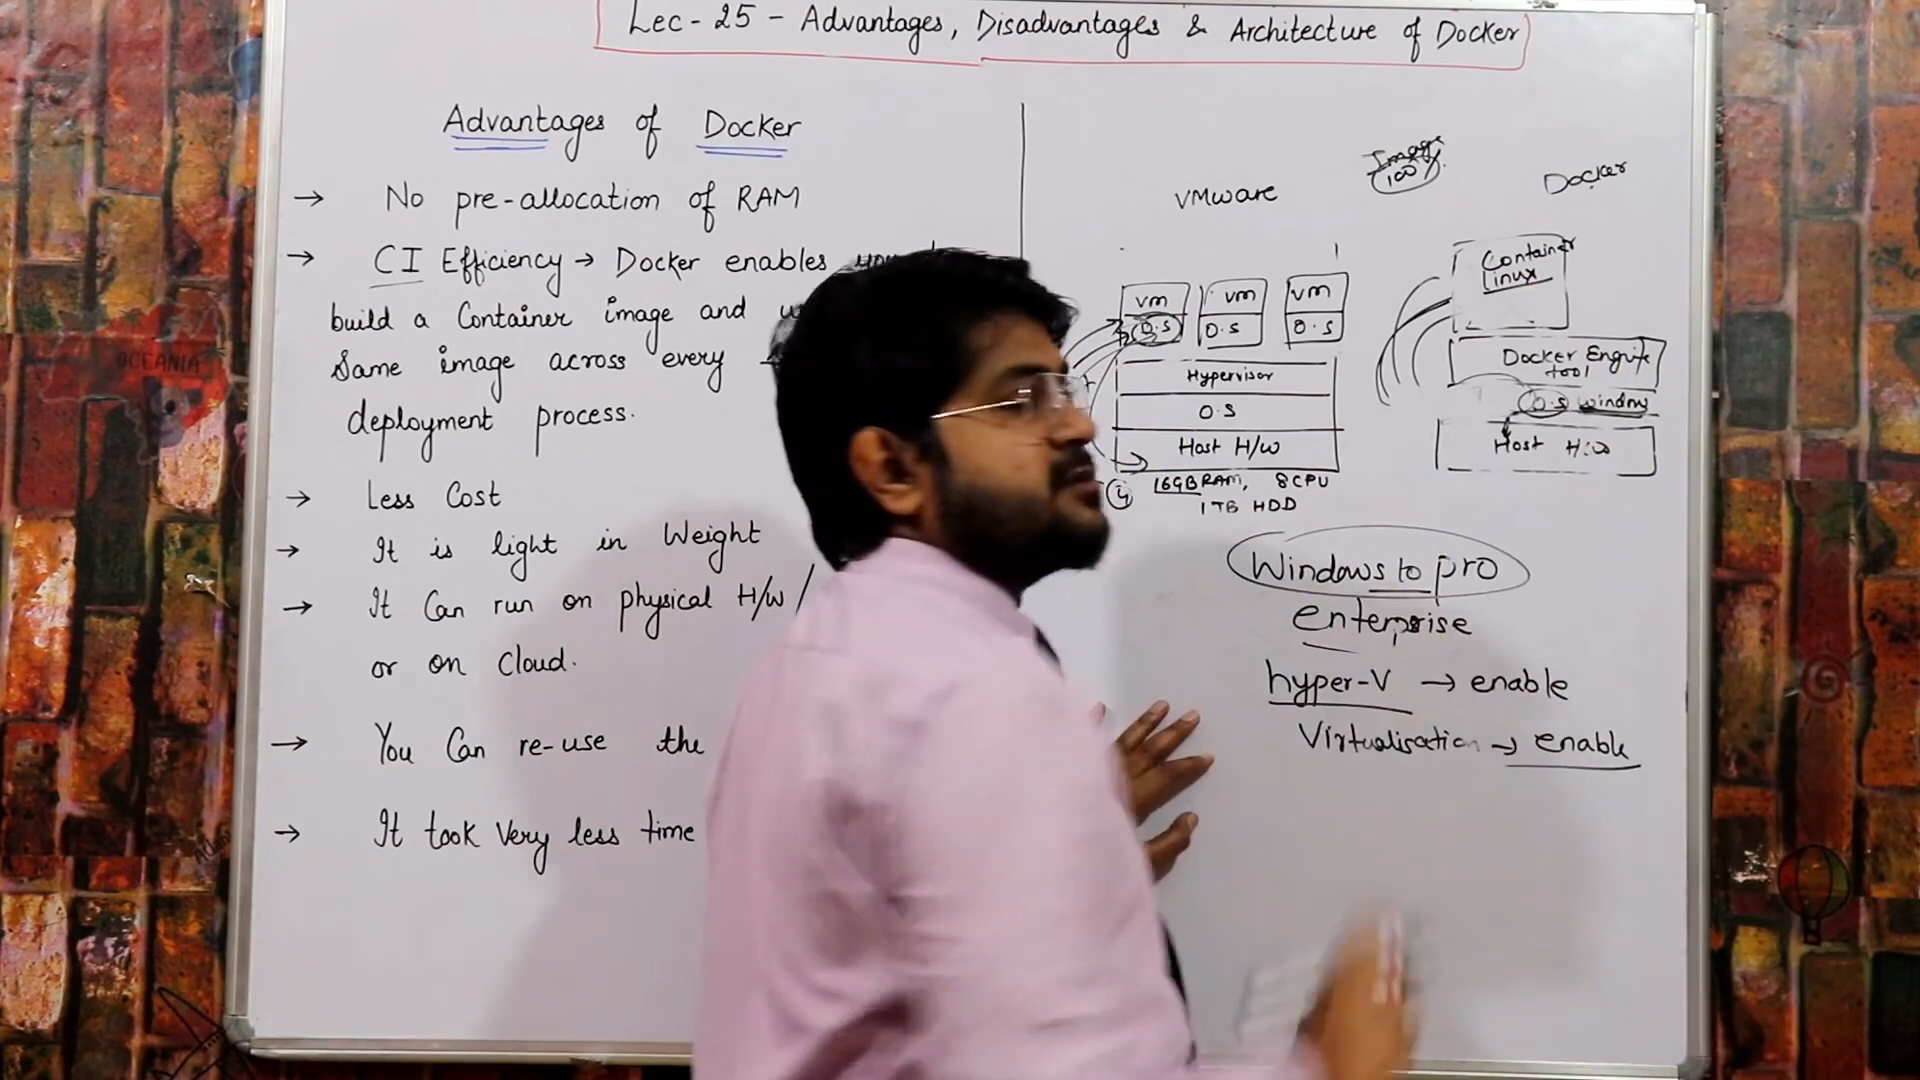 Lec - 25 - Advantages, Disadvantages & Architecture of Docker
Advantages of Docker
→ No pre-allocation of RAM
→ CI Efficiency → Docker enables
build a Container image and
Same image across every
deployment process.
→ Less Cost
→ It is light in Weight
→ It Can run on physical H/W/
or on Cloud.
→ You Can re-use the
→ It took Very less time
VMware
vm vm vm
O.S O.S O.S
Hypervisor
O.S
Host H/W
16GB RAM, 8CPU
1TB HDD
Image
100%
Docker
Container
Linux
Docker Engine
tool
O.S window
Host H/W
Windows 10 pro
enterprise
hyper-V → enable
Virtualisation → enable
OCEANIA